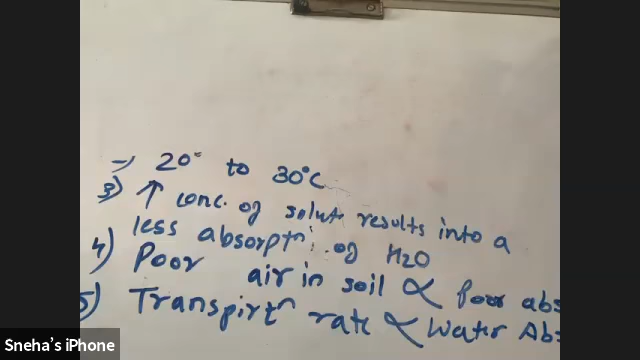 -) 20° to 30°C
3) ↑ conc. of solute results into a
less absorptⁿ. of H2O
4) Poor air in soil ∝ poor abs
5) Transpirtⁿ rate ∝ Water Abs
Sneha's iPhone